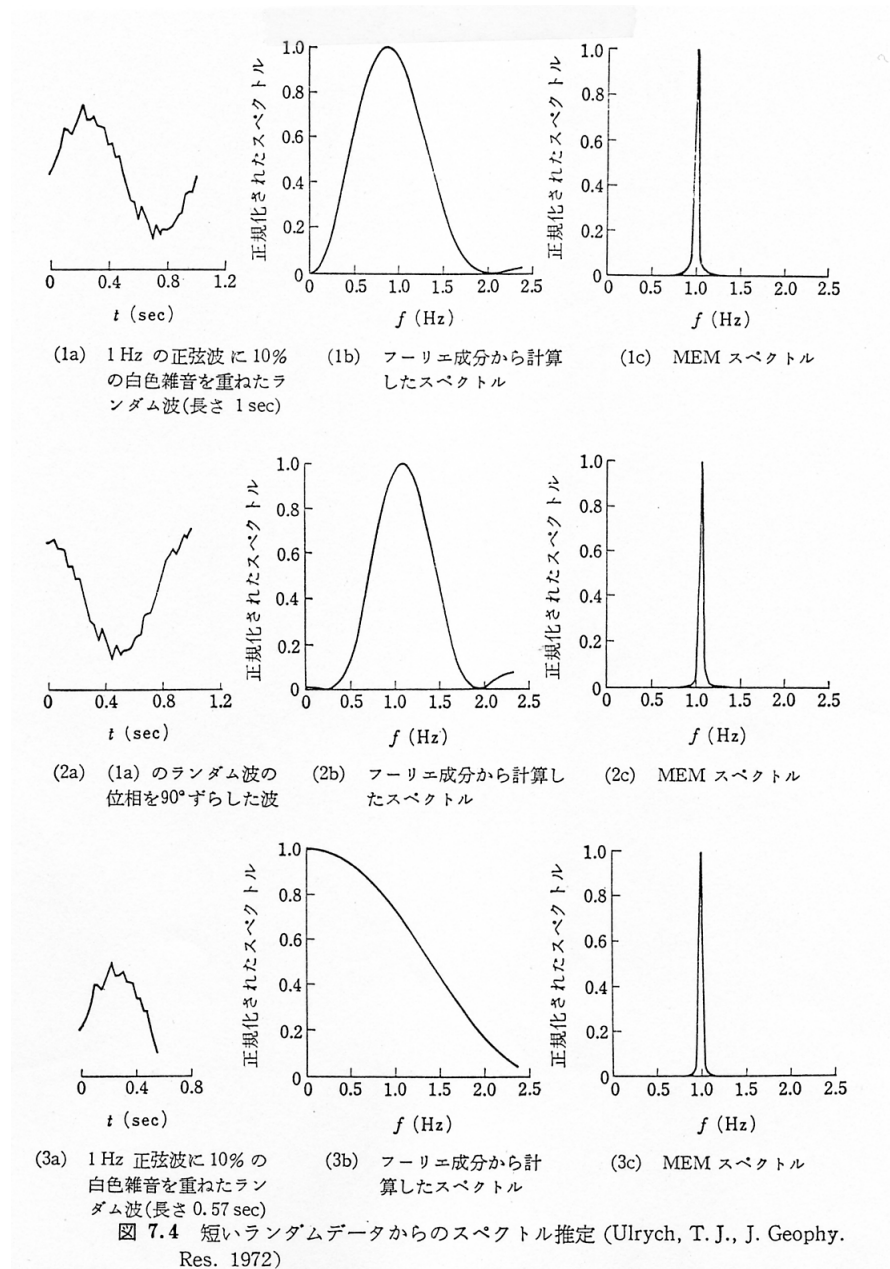 正規化されたスペクトル
1.0
0.8
0.6
0.4
0.2
0
0 0.4 0.8 1.2
t (sec)
0 0.5 1.0 1.5 2.0 2.5
f (Hz)
正規化されたスペクトル
1.0
0.8
0.6
0.4
0.2
0
0 0.5 1.0 1.5 2.0 2.5
f (Hz)
(1a) 1 Hz の正弦波に 10%
の白色雑音を重ねたラ
ンダム波(長さ 1 sec)
(1b) フーリエ成分から計算
したスペクトル
(1c) MEM スペクトル
正規化されたスペクトル
1.0
0.8
0.6
0.4
0.2
0
0 0.4 0.8 1.2
t (sec)
0 0.5 1.0 1.5 2.0 2.5
f (Hz)
正規化されたスペクトル
1.0
0.8
0.6
0.4
0.2
0
0 0.5 1.0 1.5 2.0 2.5
f (Hz)
(2a) (1a) のランダム波の
位相を90°ずらした波
(2b) フーリエ成分から計算し
たスペクトル
(2c) MEM スペクトル
正規化されたスペクトル
1.0
0.8
0.6
0.4
0.2
0
0 0.4 0.8
t (sec)
0 0.5 1.0 1.5 2.0 2.5
f (Hz)
正規化されたスペクトル
1.0
0.8
0.6
0.4
0.2
0
0 0.5 1.0 1.5 2.0 2.5
f (Hz)
(3a) 1 Hz 正弦波に 10% の
白色雑音を重ねたラン
ダム波(長さ 0.57 sec)
(3b) フーリエ成分から計
算したスペクトル
(3c) MEM スペクトル
図 7.4 短いランダムデータからのスペクトル推定 (Ulrych, T. J., J. Geophy.
Res. 1972)